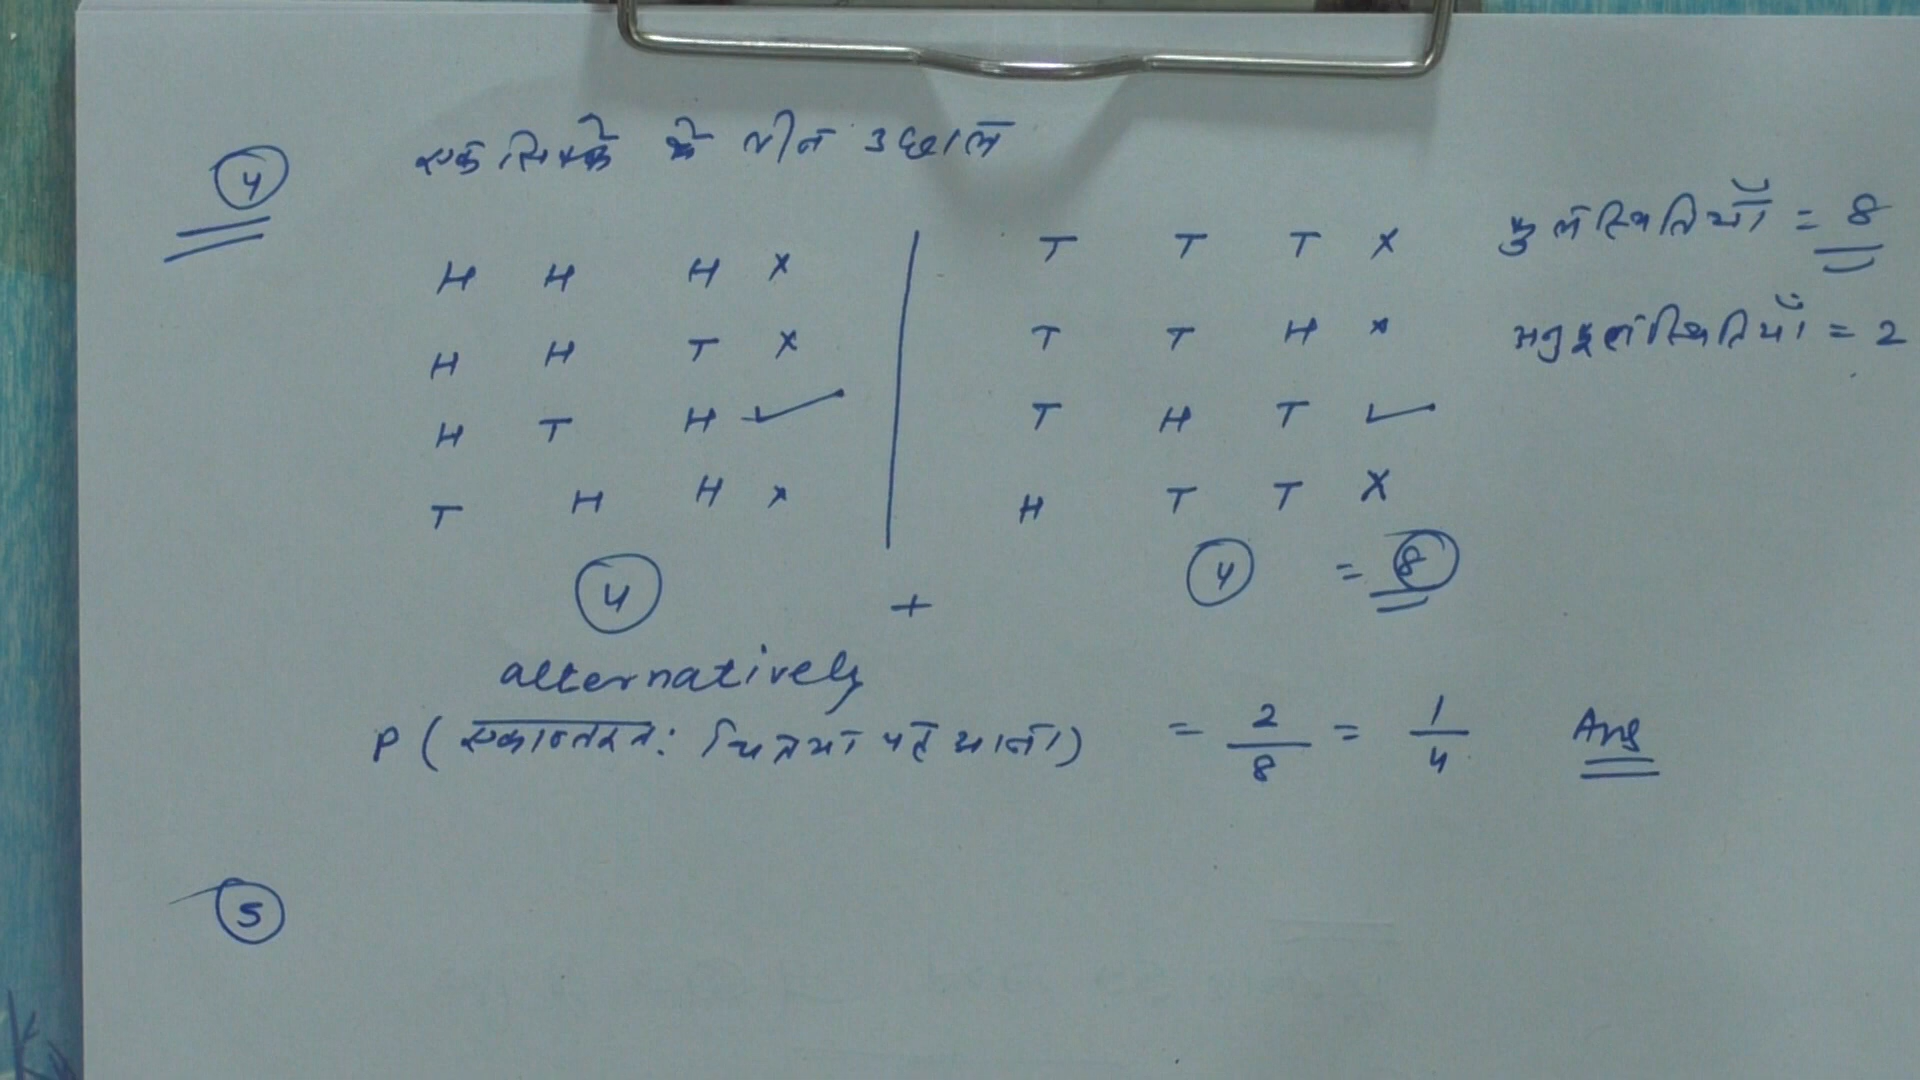 4 एक सिक्के के तीन उछाल
H H H × | T T T × कुल स्थितियाँ = 8
H H T × | T T H × अनुकूल स्थितियाँ = 2
H T H ✓ | T H T ✓
T H H × | H T T ×
4 + 4 = 8
alternatively
P ( एकान्तरतः चित या पट आना) = 2/8 = 1/4 Ans
5